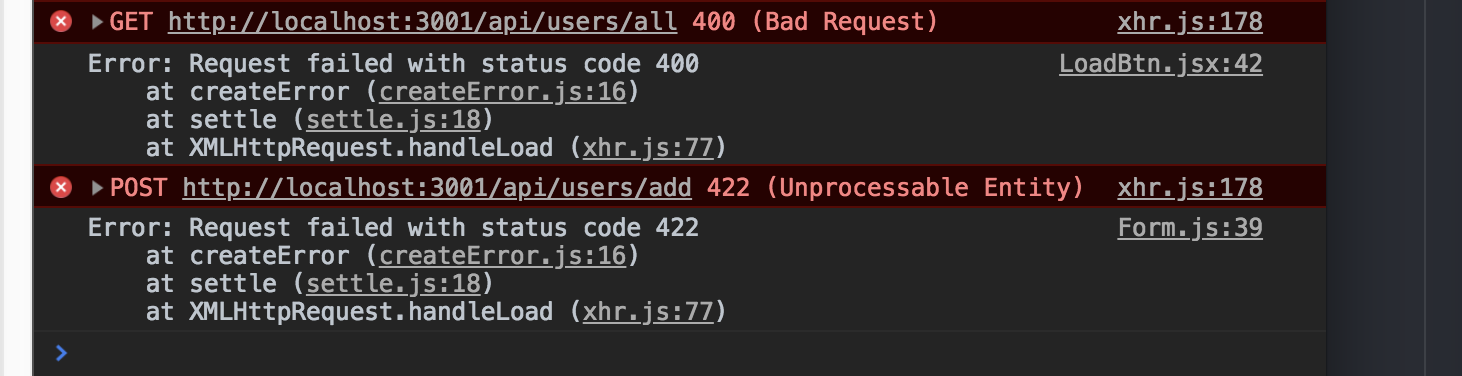 GET http://localhost:3001/api/users/all 400 (Bad Request) xhr.js:178
Error: Request failed with status code 400 LoadBtn.jsx:42
at createError (createError.js:16)
at settle (settle.js:18)
at XMLHttpRequest.handleLoad (xhr.js:77)
POST http://localhost:3001/api/users/add 422 (Unprocessable Entity) xhr.js:178
Error: Request failed with status code 422 Form.js:39
at createError (createError.js:16)
at settle (settle.js:18)
at XMLHttpRequest.handleLoad (xhr.js:77)